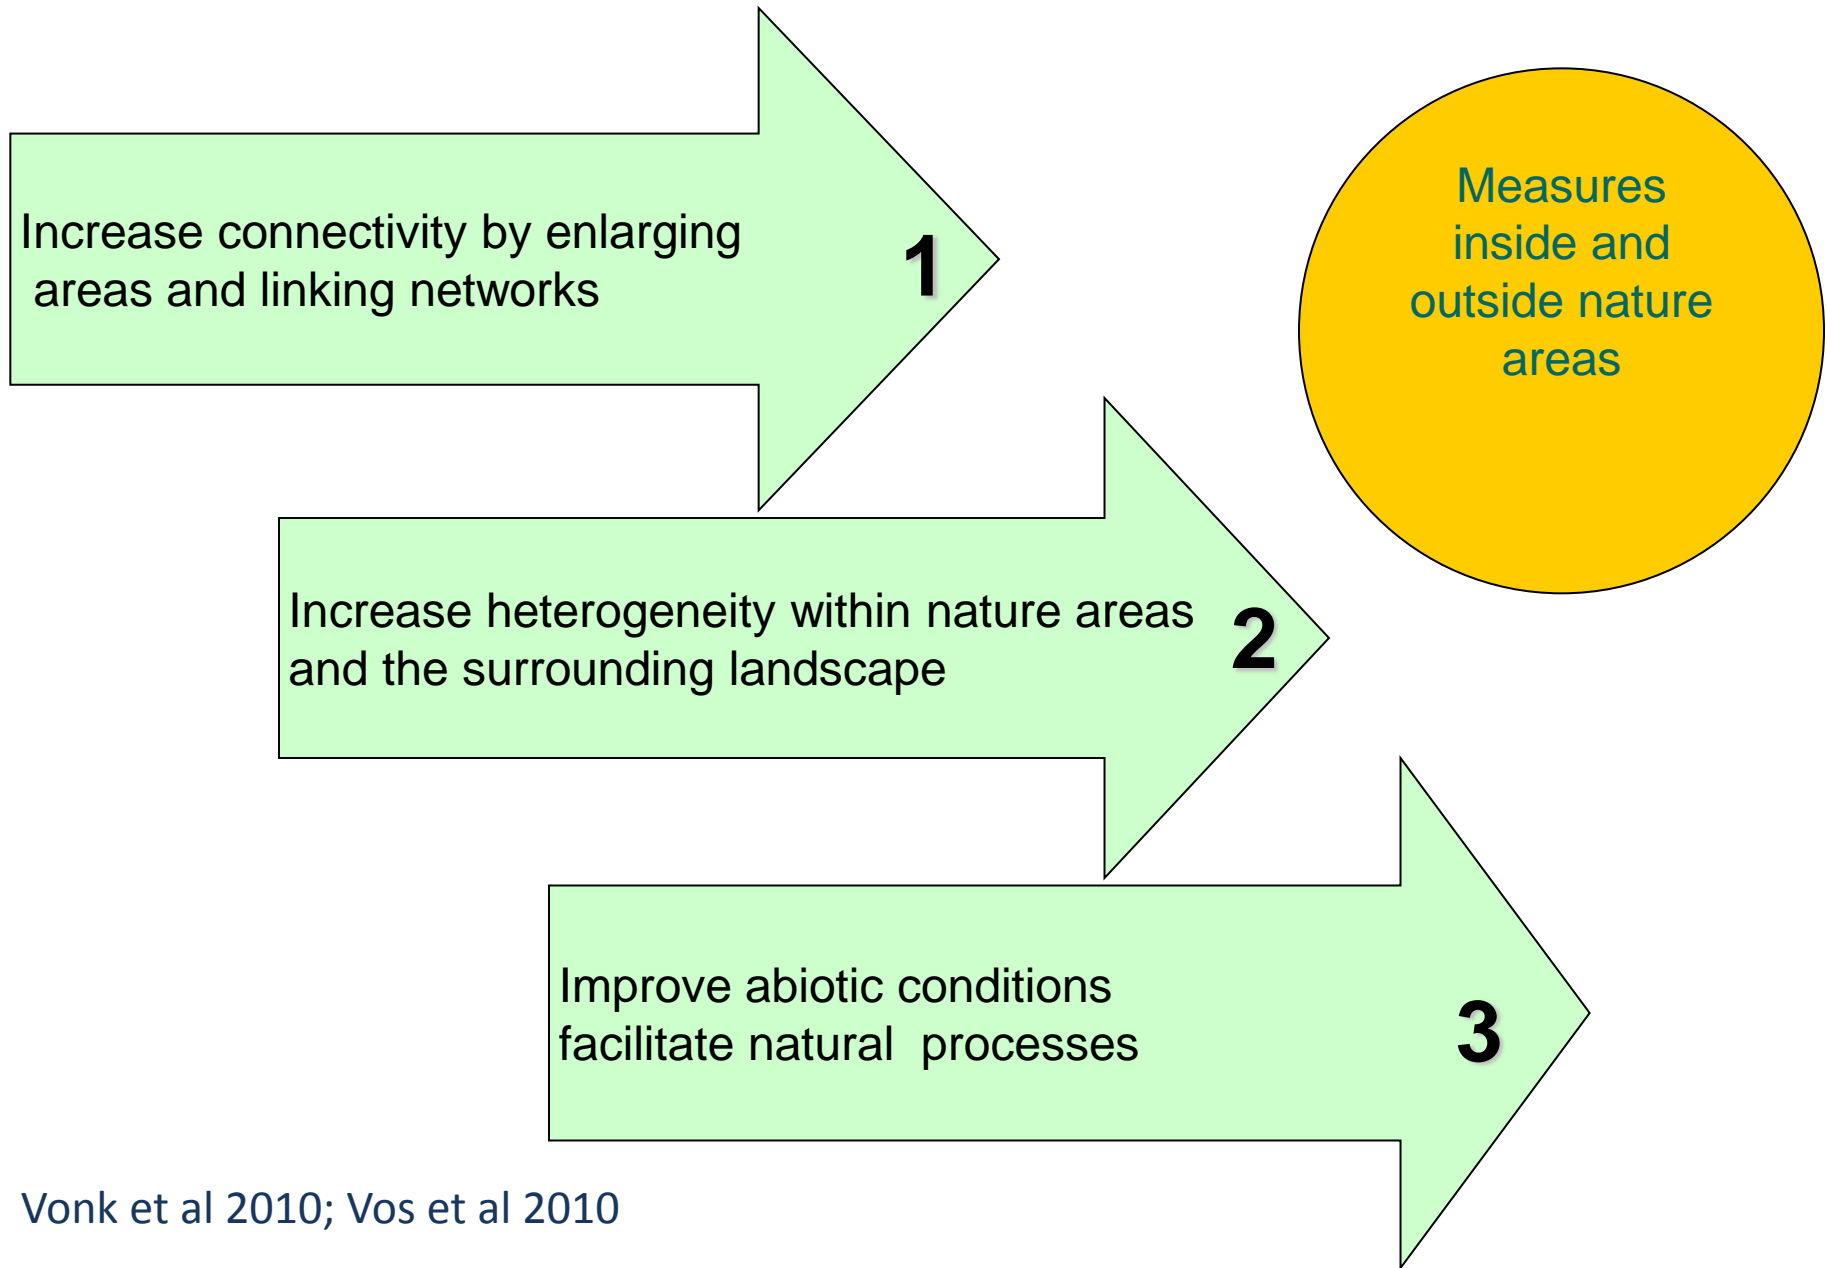 Increase connectivity by enlarging
areas and linking networks
1
Measures
inside and
outside nature
areas
Increase heterogeneity within nature areas
and the surrounding landscape
2
Improve abiotic conditions
facilitate natural  processes
3
Vonk et al 2010; Vos et al 2010